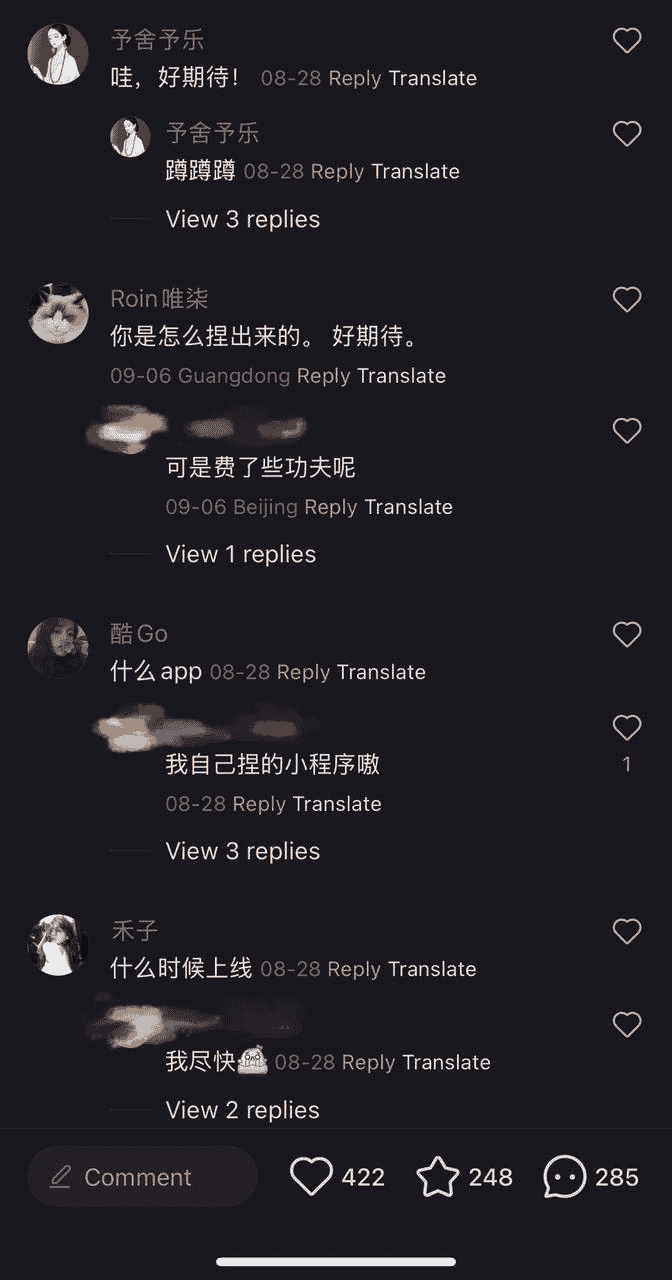 予舍予乐
哇，好期待！ 08-28 Reply Translate
予舍予乐
蹲蹲蹲 08-28 Reply Translate
View 3 replies
Roin唯柒
你是怎么捏出来的。 好期待。
09-06 Guangdong Reply Translate
可是费了些功夫呢
09-06 Beijing Reply Translate
View 1 replies
酷Go
什么app 08-28 Reply Translate
我自己捏的小程序嗷
1
08-28 Reply Translate
View 3 replies
禾子
什么时候上线 08-28 Reply Translate
我尽快 08-28 Reply Translate
View 2 replies
Comment 422 248 285